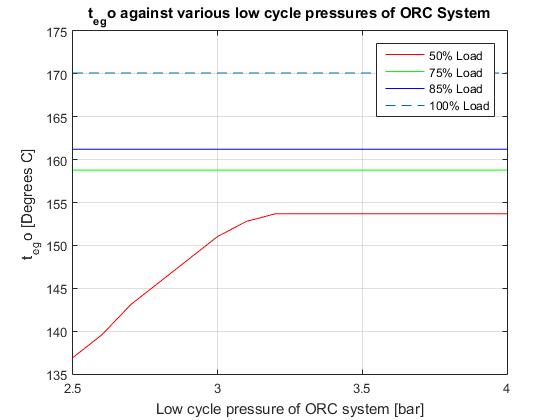 t_eg o against various low cycle pressures of ORC System
175
170
165
160
155
150
145
140
135
t_eg o [Degrees C]
2.5
3
3.5
4
Low cycle pressure of ORC system [bar]
50% Load
75% Load
85% Load
100% Load